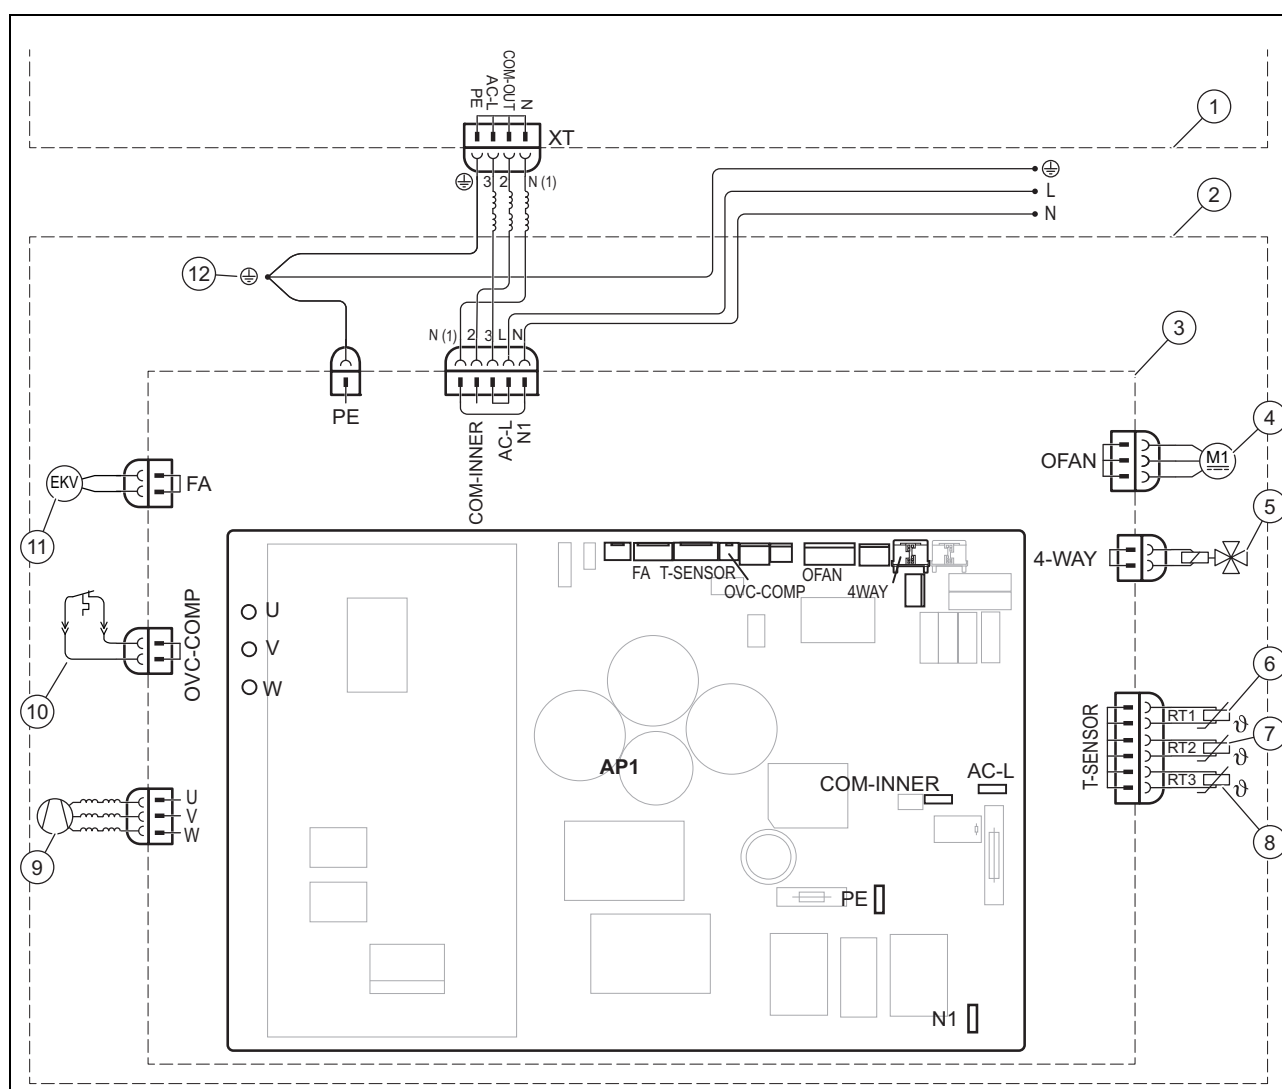 PE AC-L COM-OUT N
XT
1
3 2 N (1)
L
2
N
12
N (1) 2 3 L N
3
PE
COM-INNER AC-L N1
4
OFAN M1
EKV FA
11
5
4-WAY
FA T-SENSOR OFAN
OVC-COMP 4WAY
U
V
W
OVC-COMP
10
6
T-SENSOR
RT1 ϑ
7
RT2 ϑ
RT3 ϑ
8
AP1
COM-INNER AC-L
U
V
W
9
PE
N1